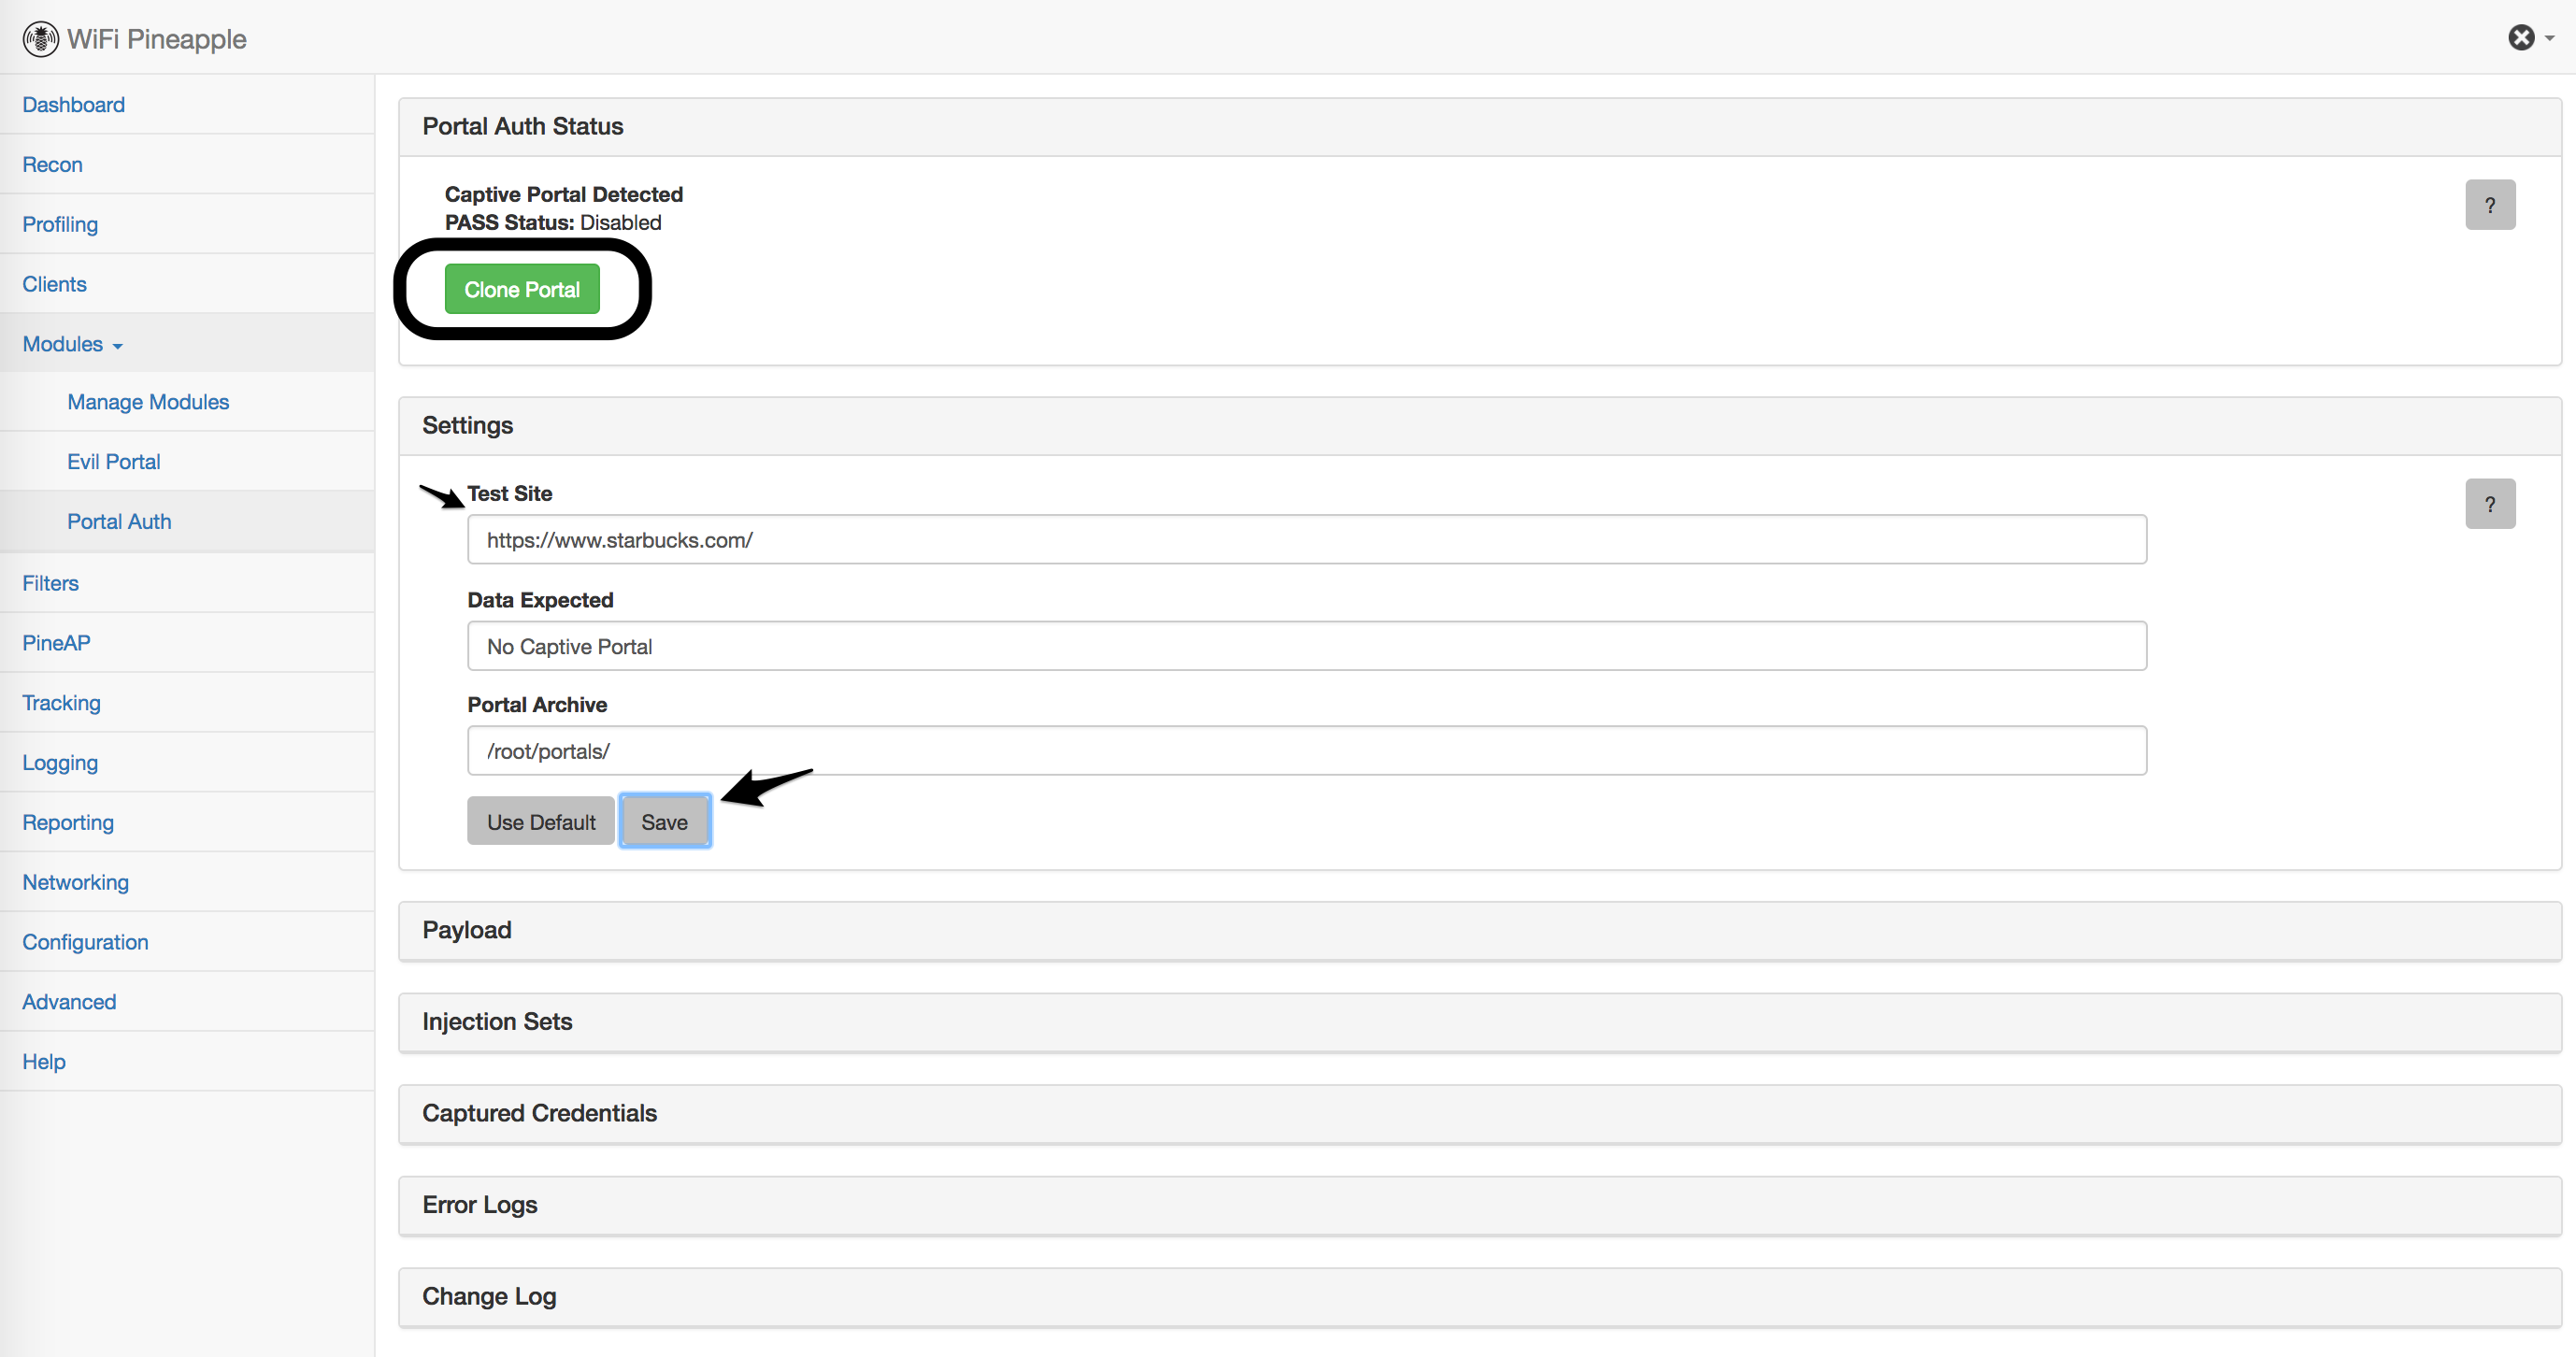 WiFi Pineapple
Dashboard
Recon
Profiling
Clients
Modules
Manage Modules
Evil Portal
Portal Auth
Filters
PineAP
Tracking
Logging
Reporting
Networking
Configuration
Advanced
Help
Portal Auth Status
Captive Portal Detected
PASS Status: Disabled
?
Clone Portal
Settings
Test Site
?
https://www.starbucks.com/
Data Expected
No Captive Portal
Portal Archive
/root/portals/
Use Default Save
Payload
Injection Sets
Captured Credentials
Error Logs
Change Log